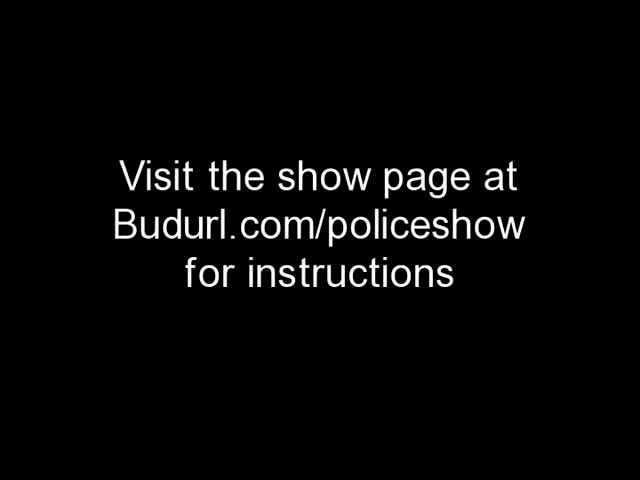 Visit the show page at
Budurl.com/policeshow
for instructions